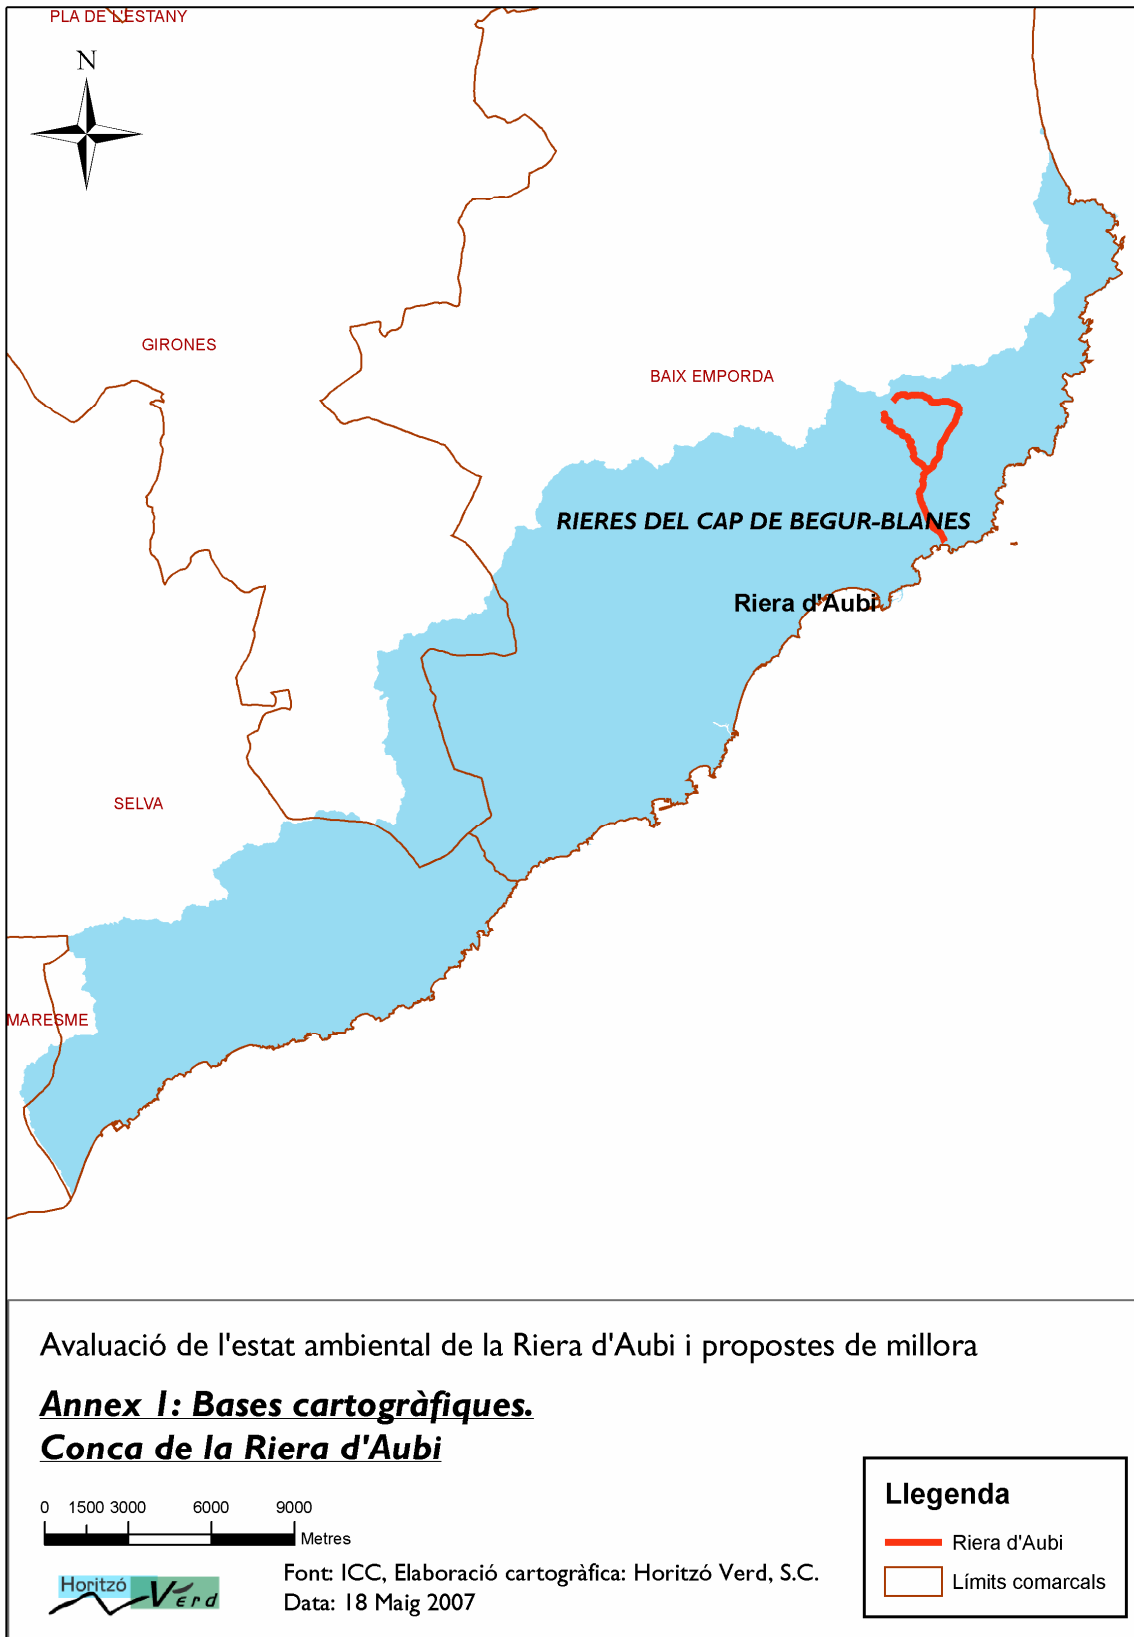 PLA DE L'ESTANY
N
GIRONES
BAIX EMPORDA
RIERES DEL CAP DE BEGUR-BLANES
Riera d'Aubi
SELVA
MARESME
Avaluació de l'estat ambiental de la Riera d'Aubi i propostes de millora
Annex 1: Bases cartogràfiques.
Conca de la Riera d'Aubi
0 1500 3000 6000 9000
Metres
Horitzó Verd
Font: ICC, Elaboració cartogràfica: Horitzó Verd, S.C.
Data: 18 Maig 2007
Llegenda
Riera d'Aubi
Límits comarcals